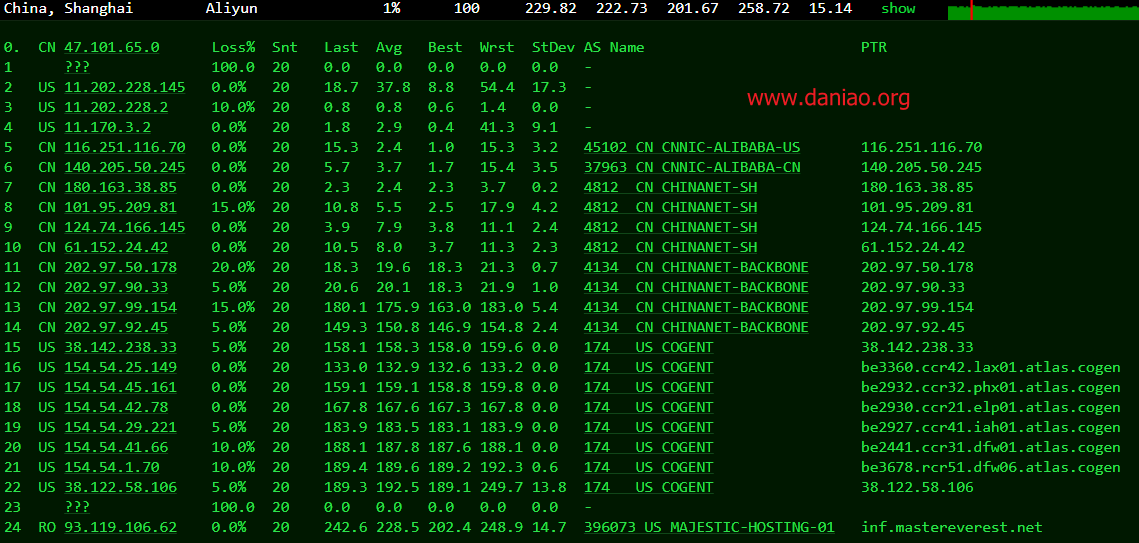 China, Shanghai Aliyun 1% 100 229.82 222.73 201.67 258.72 15.14 show
0. CN 47.101.65.0 Loss% Snt Last Avg Best Wrst StDev AS Name PTR
1 ??? 100.0 20 0.0 0.0 0.0 0.0 0.0 -
2 US 11.202.228.145 0.0% 20 18.7 37.8 8.8 54.4 17.3 -
www.daniao.org
3 US 11.202.228.2 10.0% 20 0.8 0.8 0.6 1.4 0.0 -
4 US 11.170.3.2 0.0% 20 1.8 2.9 0.4 41.3 9.1 -
5 CN 116.251.116.70 0.0% 20 15.3 2.4 1.0 15.3 3.2 45102 CN CNNIC-ALIBABA-US 116.251.116.70
6 CN 140.205.50.245 0.0% 20 5.7 3.7 1.7 15.4 3.5 37963 CN CNNIC-ALIBABA-CN 140.205.50.245
7 CN 180.163.38.85 0.0% 20 2.3 2.4 2.3 3.7 0.2 4812 CN CHINANET-SH 180.163.38.85
8 CN 101.95.209.81 15.0% 20 10.8 5.5 2.5 17.9 4.2 4812 CN CHINANET-SH 101.95.209.81
9 CN 124.74.166.145 0.0% 20 3.9 7.9 3.8 11.1 2.4 4812 CN CHINANET-SH 124.74.166.145
10 CN 61.152.24.42 0.0% 20 10.5 8.0 3.7 11.3 2.3 4812 CN CHINANET-SH 61.152.24.42
11 CN 202.97.50.178 20.0% 20 18.3 19.6 18.3 21.3 0.7 4134 CN CHINANET-BACKBONE 202.97.50.178
12 CN 202.97.90.33 5.0% 20 20.6 20.1 18.3 21.9 1.0 4134 CN CHINANET-BACKBONE 202.97.90.33
13 CN 202.97.99.154 15.0% 20 180.1 175.9 163.0 183.0 5.4 4134 CN CHINANET-BACKBONE 202.97.99.154
14 CN 202.97.92.45 5.0% 20 149.3 150.8 146.9 154.8 2.4 4134 CN CHINANET-BACKBONE 202.97.92.45
15 US 38.142.238.33 5.0% 20 158.1 158.3 158.0 159.6 0.0 174 US COGENT 38.142.238.33
16 US 154.54.25.149 0.0% 20 133.0 132.9 132.6 133.2 0.0 174 US COGENT be3360.ccr42.lax01.atlas.cogen
17 US 154.54.45.161 0.0% 20 159.1 159.1 158.8 159.8 0.0 174 US COGENT be2932.ccr32.phx01.atlas.cogen
18 US 154.54.42.78 0.0% 20 167.8 167.6 167.3 167.8 0.0 174 US COGENT be2930.ccr21.elp01.atlas.cogen
19 US 154.54.29.221 5.0% 20 183.9 183.5 183.1 183.9 0.0 174 US COGENT be2927.ccr41.iah01.atlas.cogen
20 US 154.54.41.66 10.0% 20 188.1 187.8 187.6 188.1 0.0 174 US COGENT be2441.ccr31.dfw01.atlas.cogen
21 US 154.54.1.70 10.0% 20 189.4 189.6 189.2 192.3 0.6 174 US COGENT be3678.rcr51.dfw06.atlas.cogen
22 US 38.122.58.106 5.0% 20 189.3 192.5 189.1 249.7 13.8 174 US COGENT 38.122.58.106
23 ??? 100.0 20 0.0 0.0 0.0 0.0 0.0 -
24 RO 93.119.106.62 0.0% 20 242.6 228.5 202.4 248.9 14.7 396073 US MAJESTIC-HOSTING-01 inf.mastereverest.net